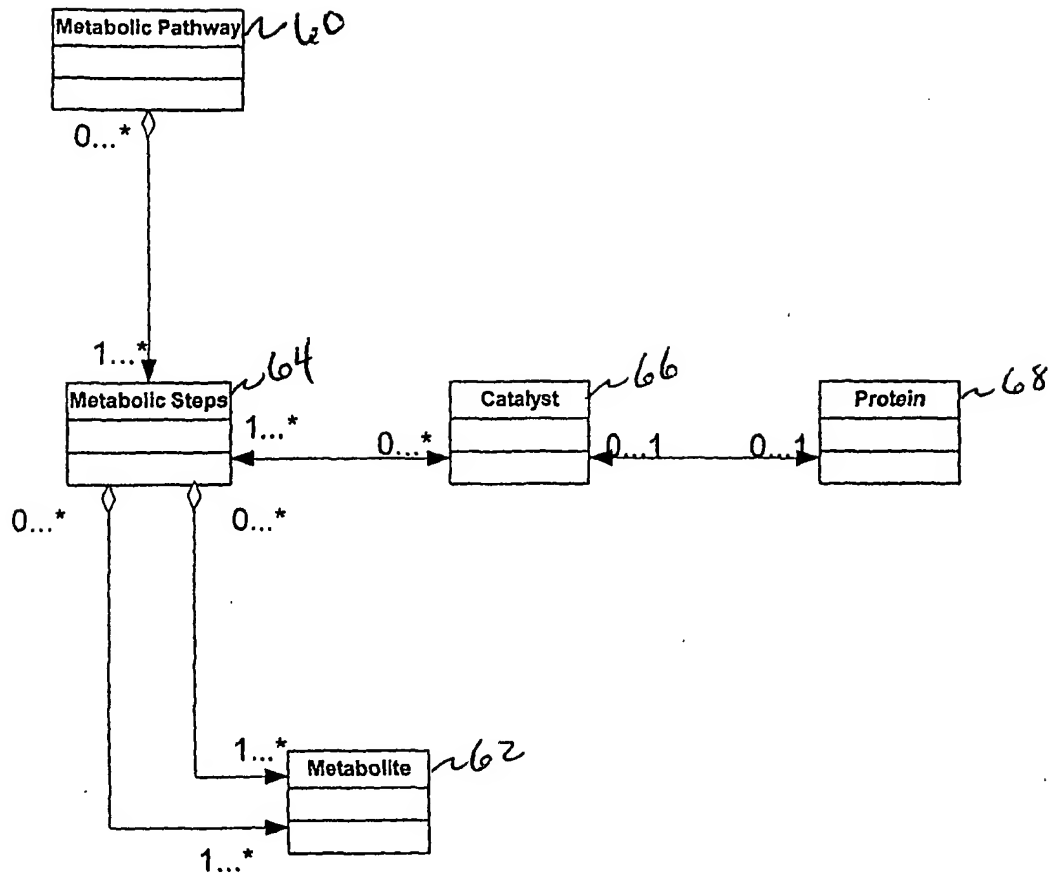 Metabolic Pathway 60
0...*
1...*
64
Metabolic Steps
1...*
0...*
Catalyst 66
0...1
0...1
Protein 68
0...*
0...*
1...*
Metabolite 62
1...*